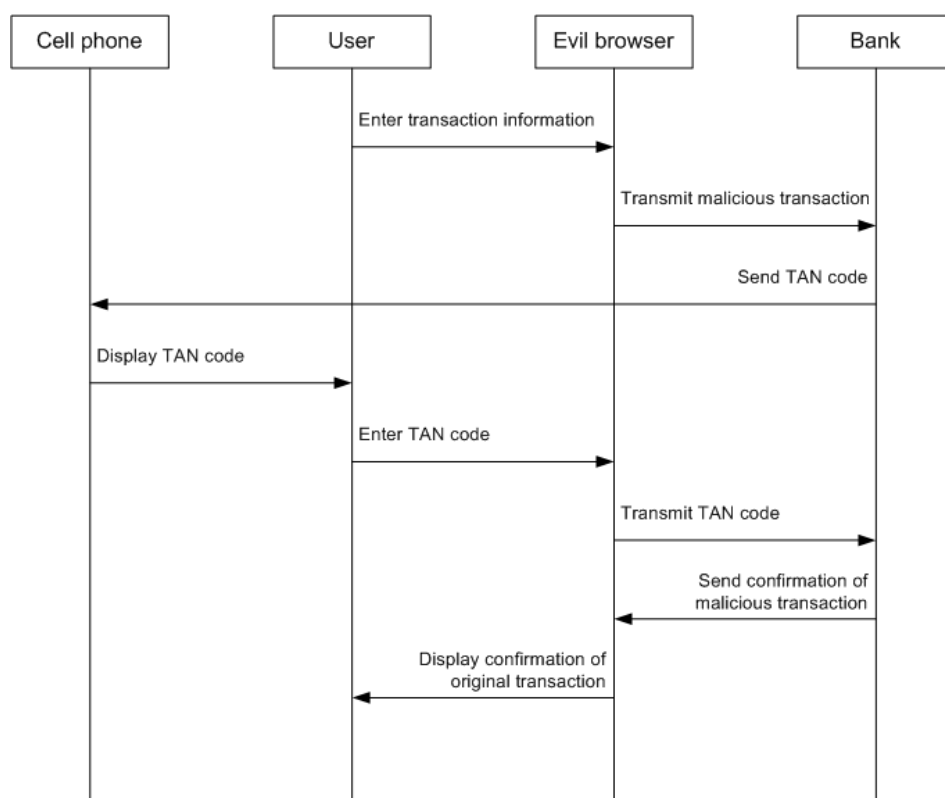 Cell phone
User
Evil browser
Bank
Enter transaction information
Transmit malicious transaction
Send TAN code
Display TAN code
Enter TAN code
Transmit TAN code
Send confirmation of
malicious transaction
Display confirmation of
original transaction